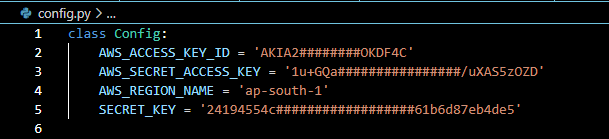 config.py > ...
1 class Config:
2 AWS_ACCESS_KEY_ID = 'AKIA2########OKDF4C'
3 AWS_SECRET_ACCESS_KEY = '1u+GQa################/uXAS5zOZD'
4 AWS_REGION_NAME = 'ap-south-1'
5 SECRET_KEY = '24194554c##################61b6d87eb4de5'
6